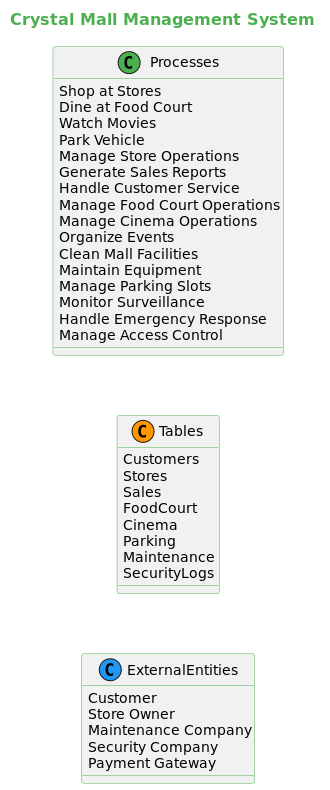 Crystal Mall Management System
C Processes
Shop at Stores
Dine at Food Court
Watch Movies
Park Vehicle
Manage Store Operations
Generate Sales Reports
Handle Customer Service
Manage Food Court Operations
Manage Cinema Operations
Organize Events
Clean Mall Facilities
Maintain Equipment
Manage Parking Slots
Monitor Surveillance
Handle Emergency Response
Manage Access Control
C Tables
Customers
Stores
Sales
FoodCourt
Cinema
Parking
Maintenance
SecurityLogs
C ExternalEntities
Customer
Store Owner
Maintenance Company
Security Company
Payment Gateway